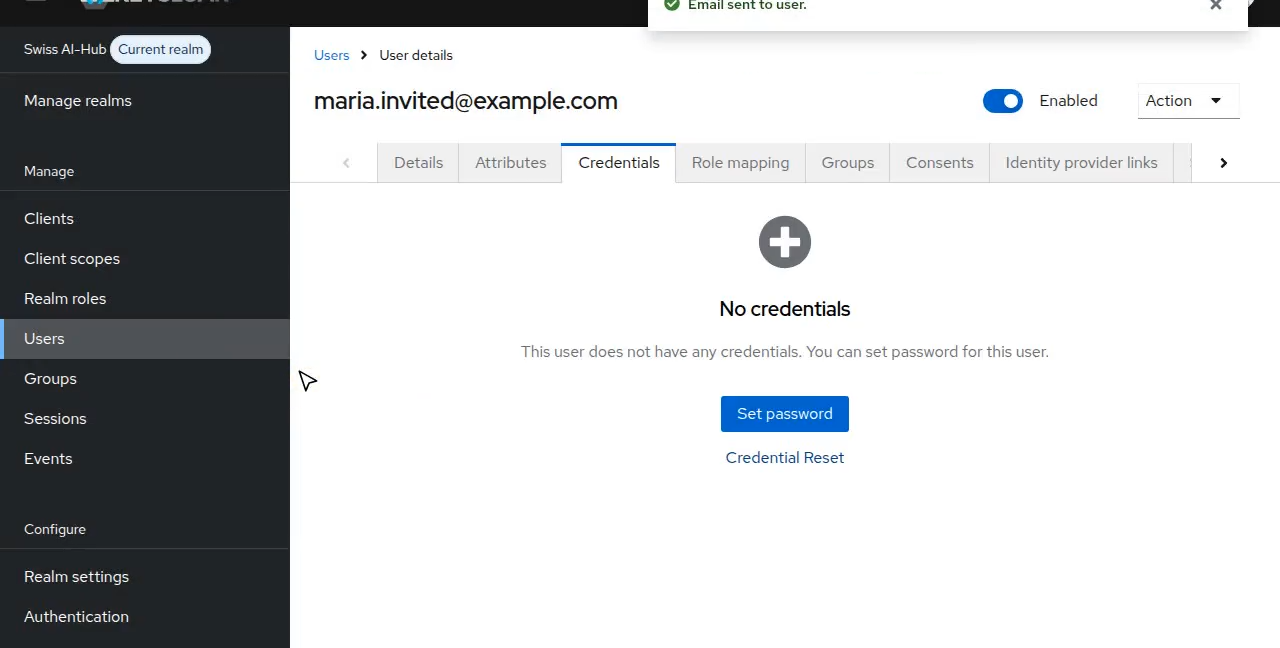 Email sent to user.
Swiss AI-Hub Current realm
Users > User details
Manage realms
maria.invited@example.com
Enabled
Action
Details
Attributes
Credentials
Role mapping
Groups
Consents
Identity provider links
Manage
Clients
Client scopes
Realm roles
Users
Groups
Sessions
Events
No credentials
This user does not have any credentials. You can set password for this user.
Set password
Credential Reset
Configure
Realm settings
Authentication